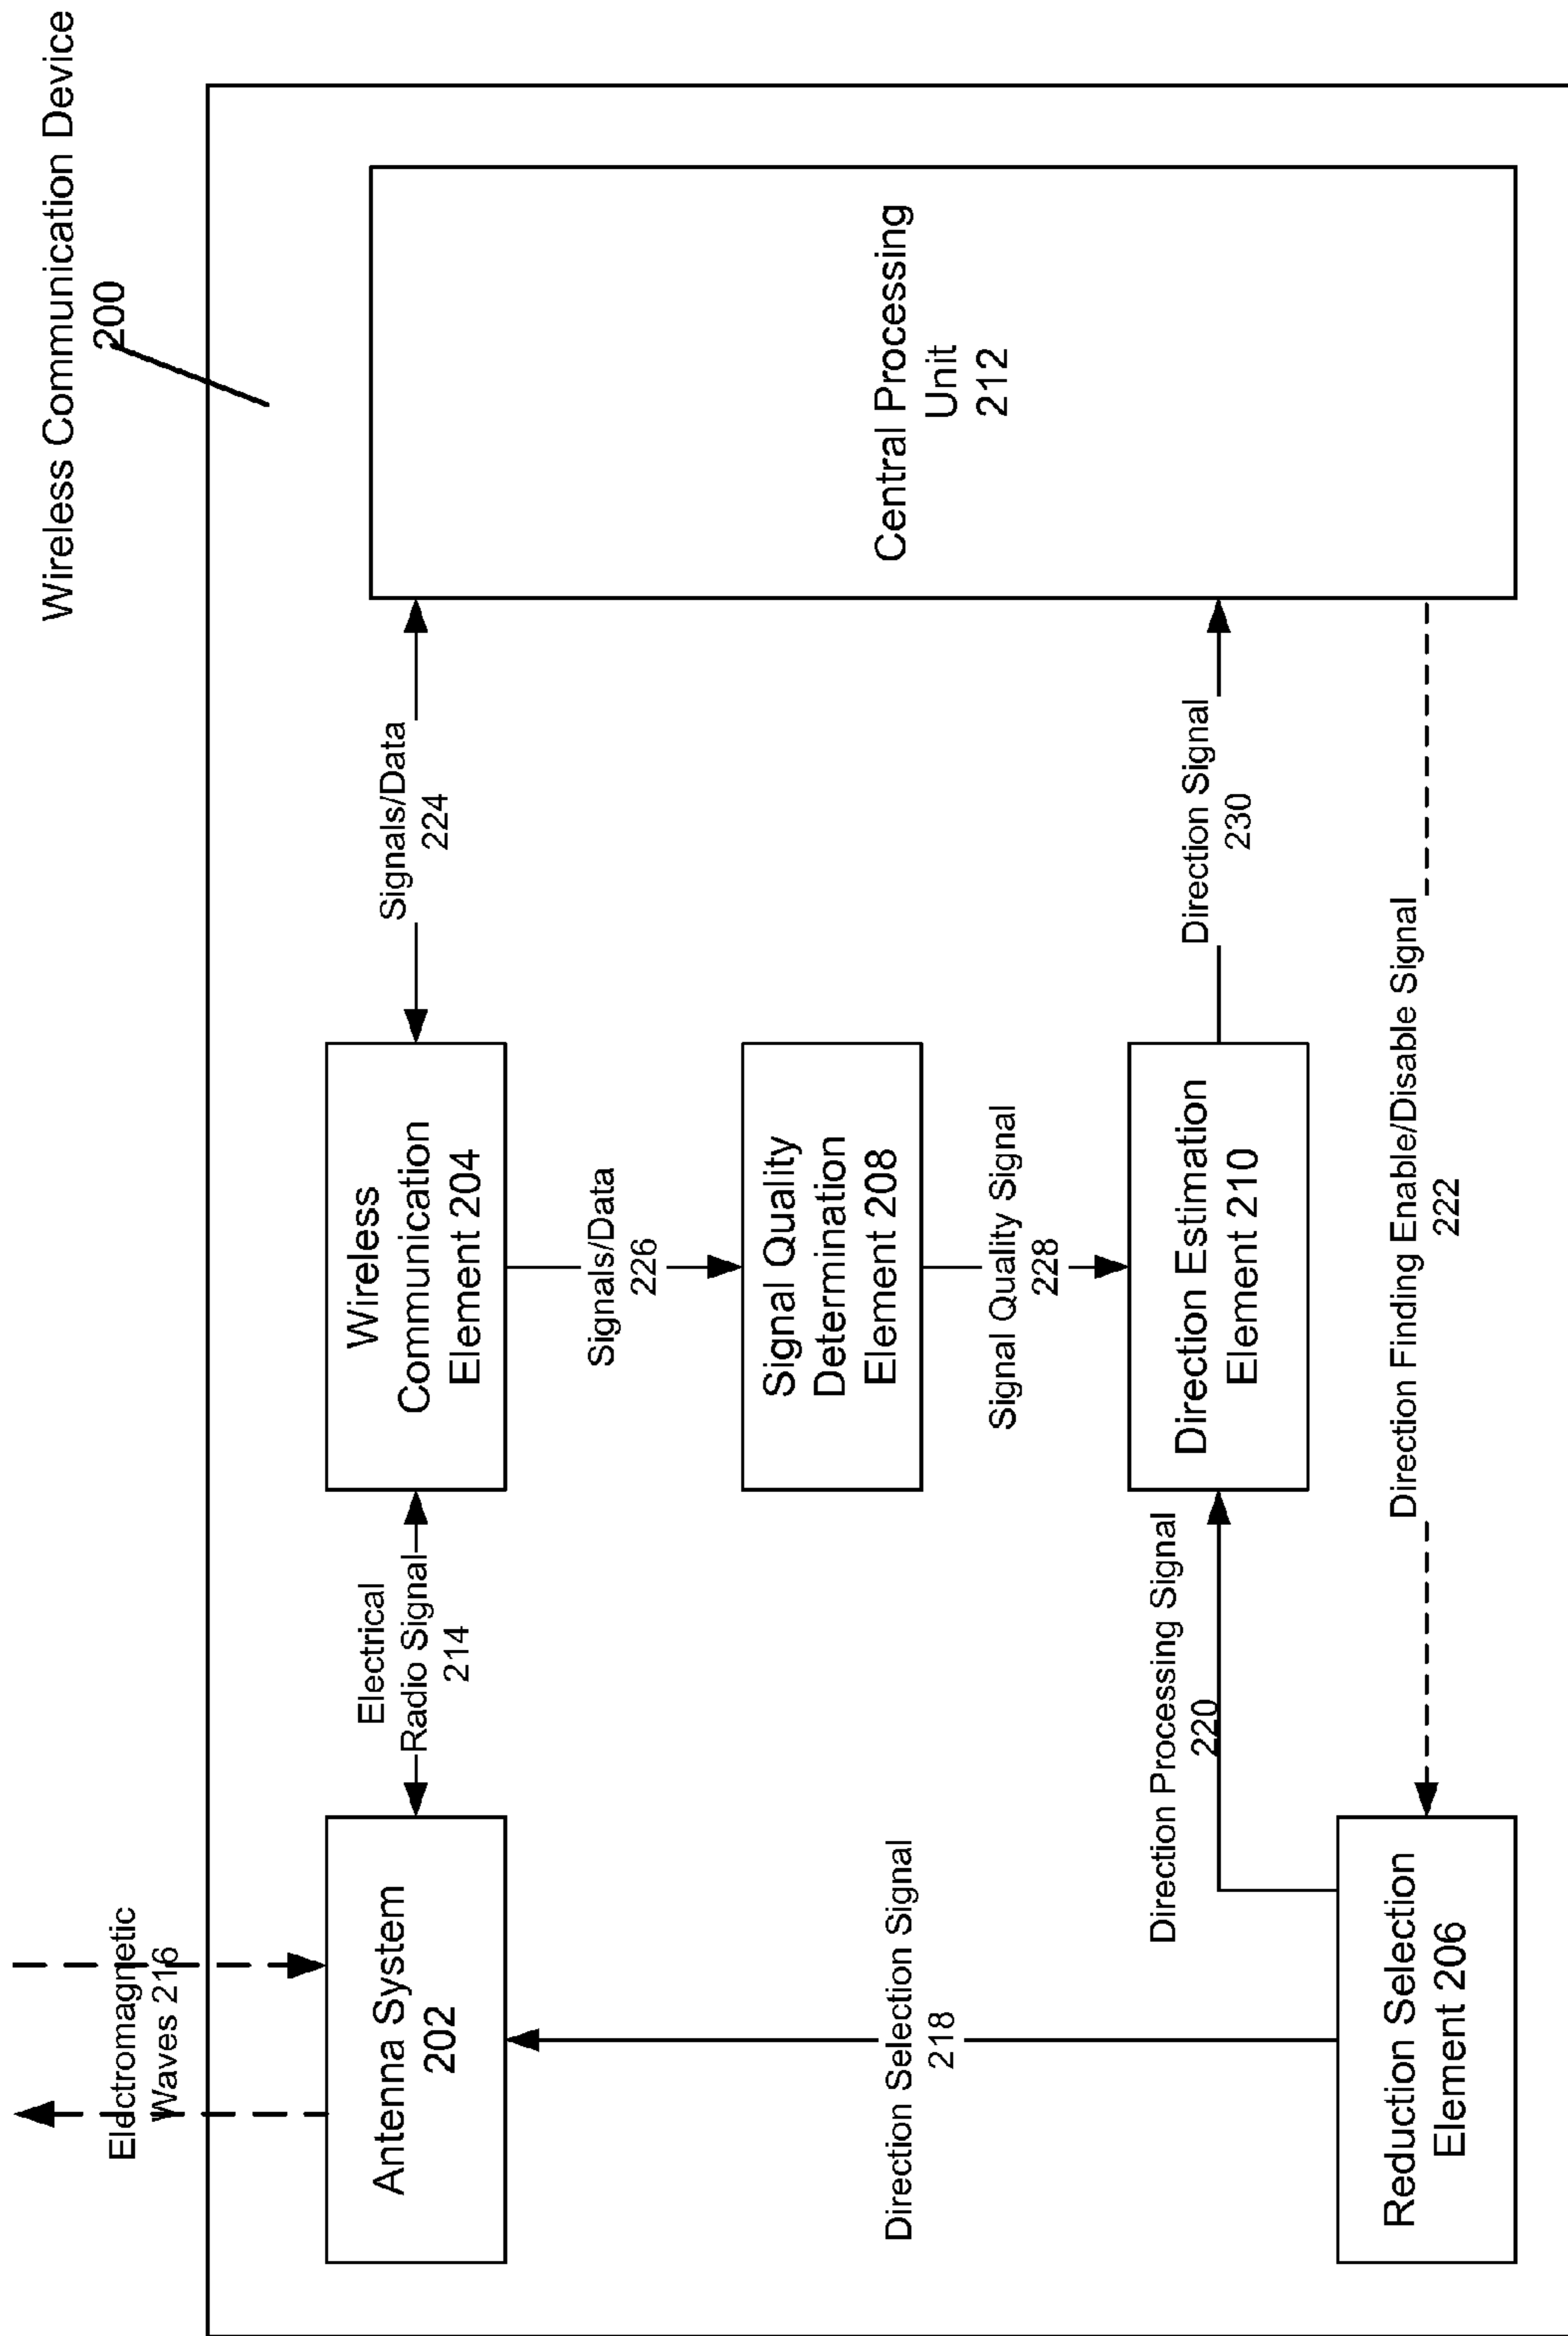 Wireless Communication Device
200
Electromagnetic
Waves 216
Antenna System
202
Electrical
Radio Signal
214
Wireless
Communication
Element 204
Signals/Data
224
Central Processing
Unit
212
Signals/Data
226
Signal Quality
Determination
Element 208
Direction Selection Signal
218
Signal Quality Signal
228
Direction Processing Signal
220
Direction Estimation
Element 210
Direction Signal
230
Reduction Selection
Element 206
Direction Finding Enable/Disable Signal
222